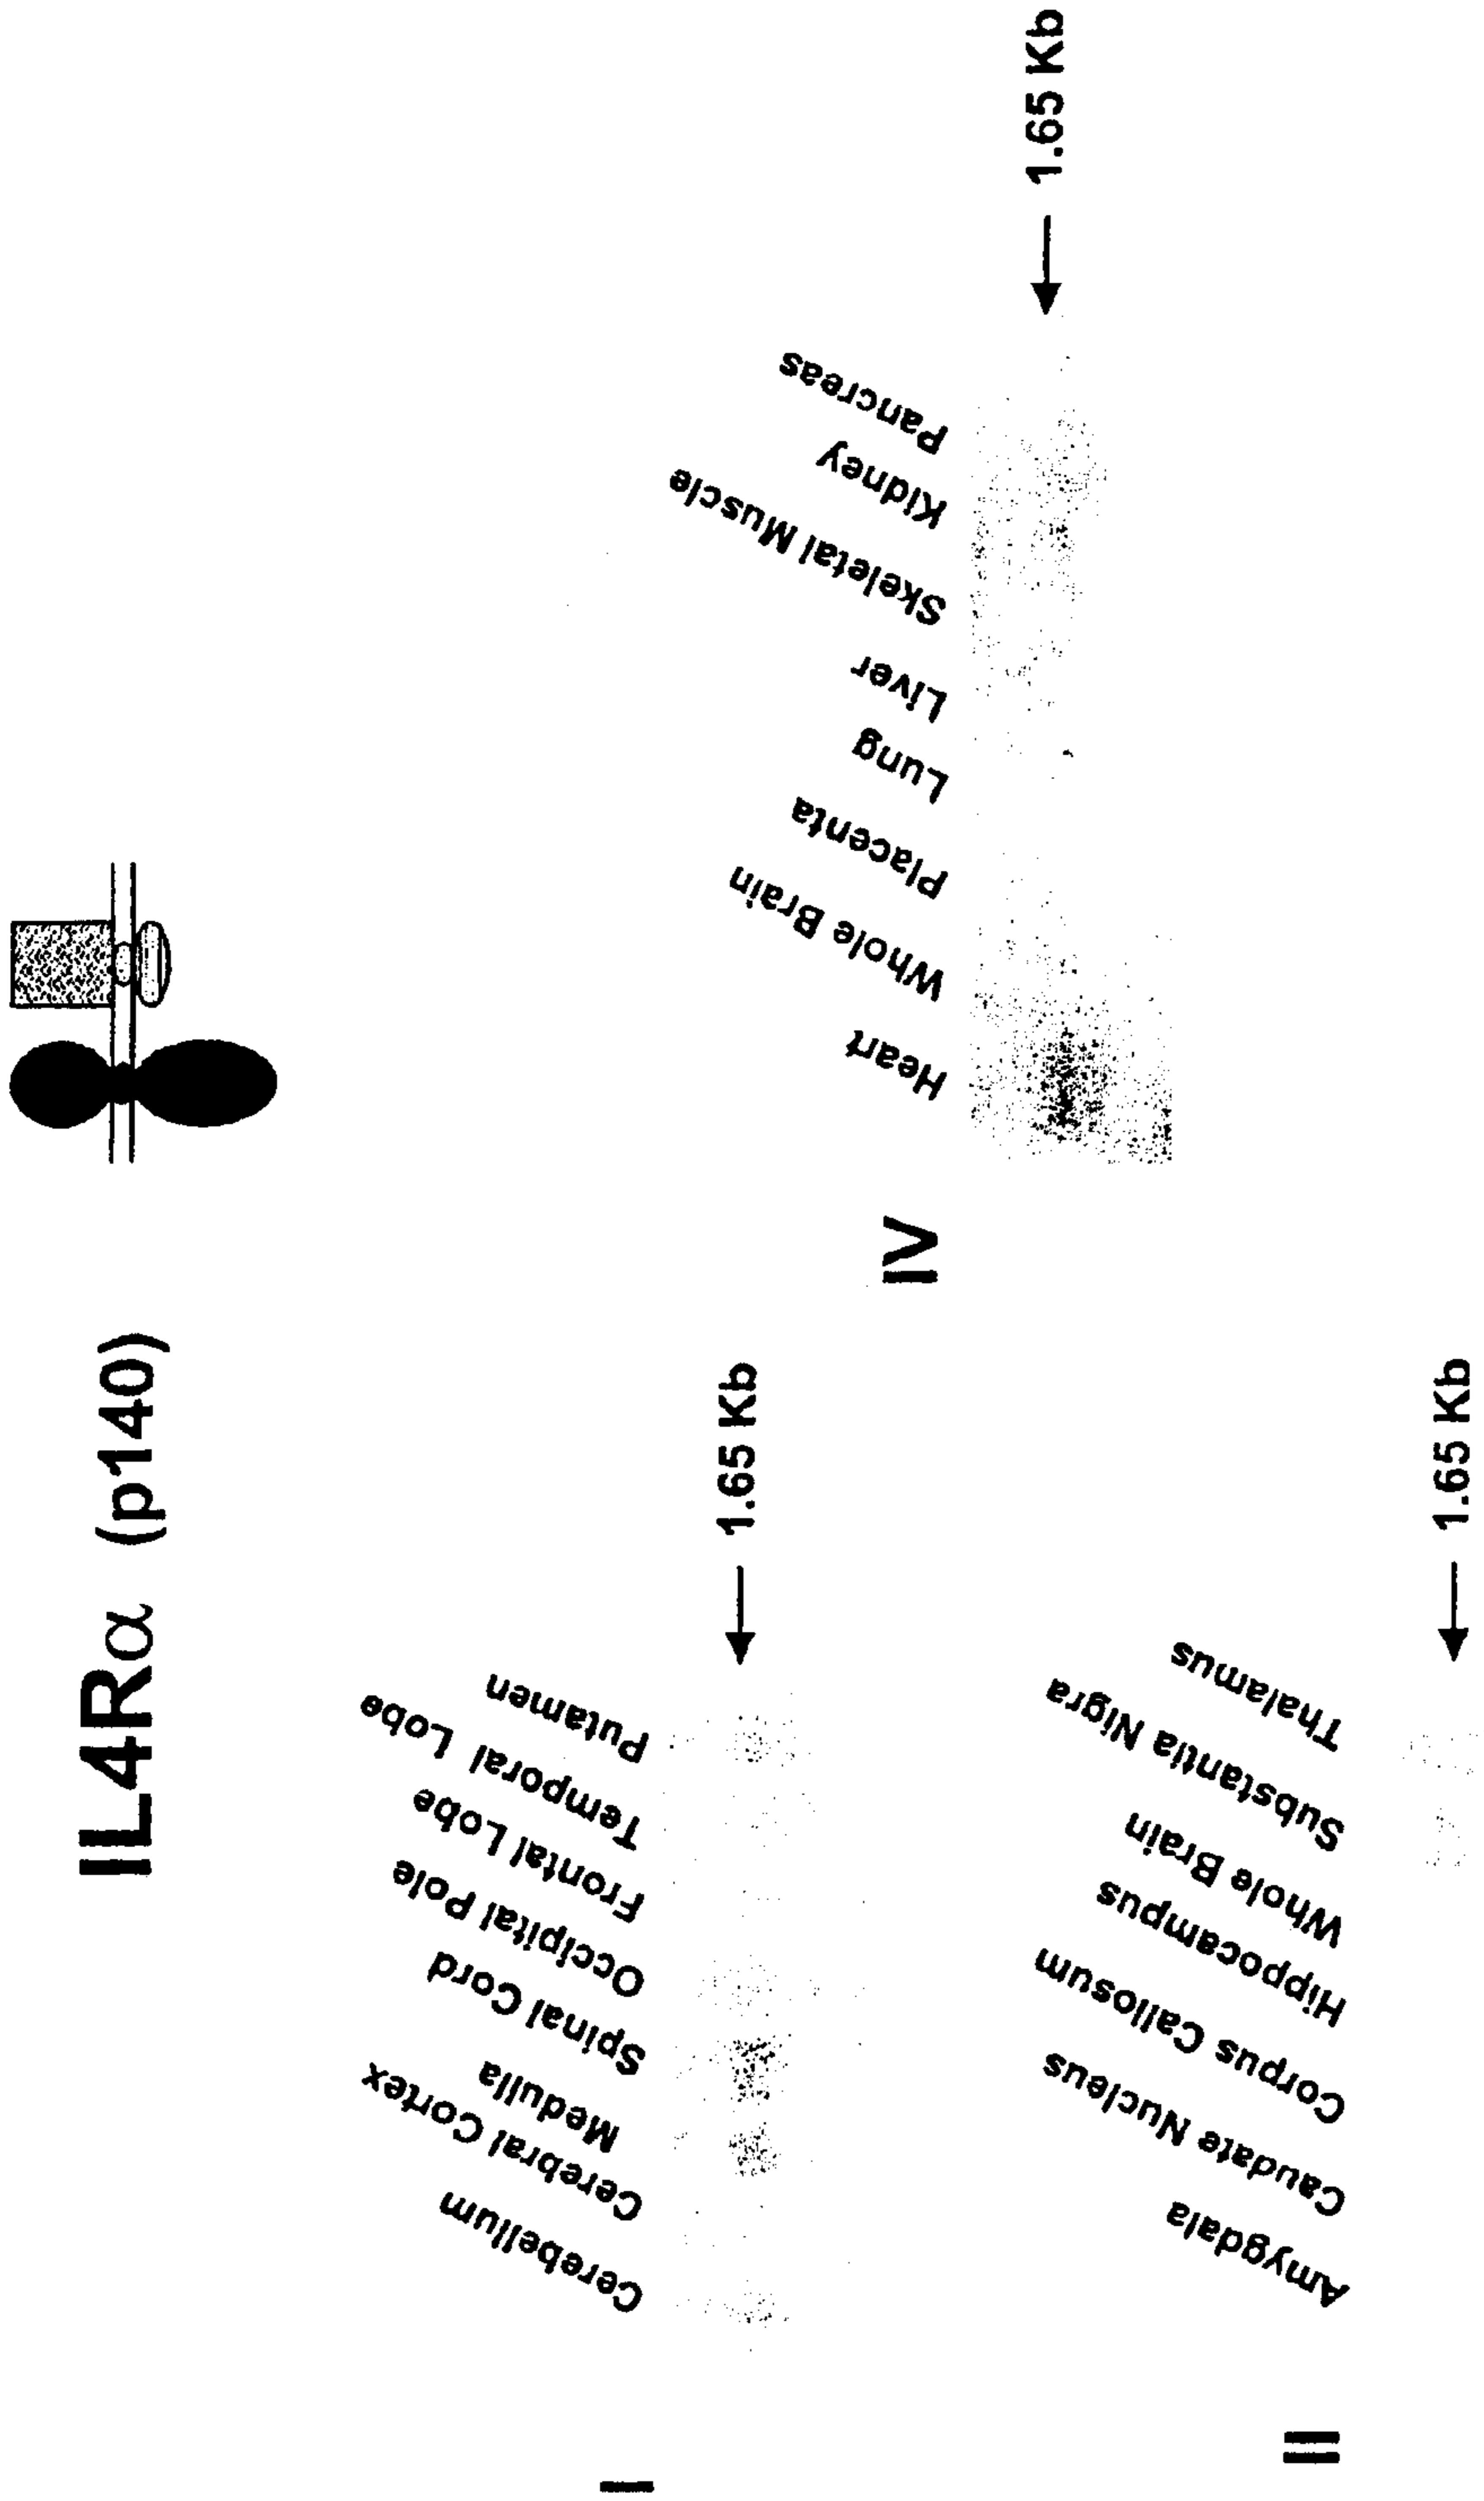 IL4Rα (p140)
I
Cerebellum
Cerebral Cortex
Medulla
Spinal Cord
Occipital Pole
Frontal Lobe
Temporal Lobe
Putamen
1.65 Kb
II
Amygdala
Caudate Nucleus
Corpus Callosum
Hippocampus
Whole Brain
Substantia Nigra
Thalamus
1.65 Kb
IV
Heart
Whole Brain
Placenta
Lung
Liver
Skeletal Muscle
Kidney
Pancreas
1.65 Kb